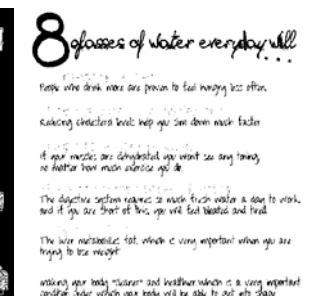 8 glasses of water everyday will...
People who drink more are proven to feel hungry less often.
Reducing cholesterol levels help you slim down much faster
if your muscles are dehydrated you wont see any toning,
no matter how much exercise you do.
The digestive system requires so much fresh water a day to work,
and if you are short of this, you will feel bloated and tired
The liver metabolises fat, which is very important when you are
trying to lose weight
making your body "cleaner" and healthier which is a very important
condition under which your body will be able to get into shape